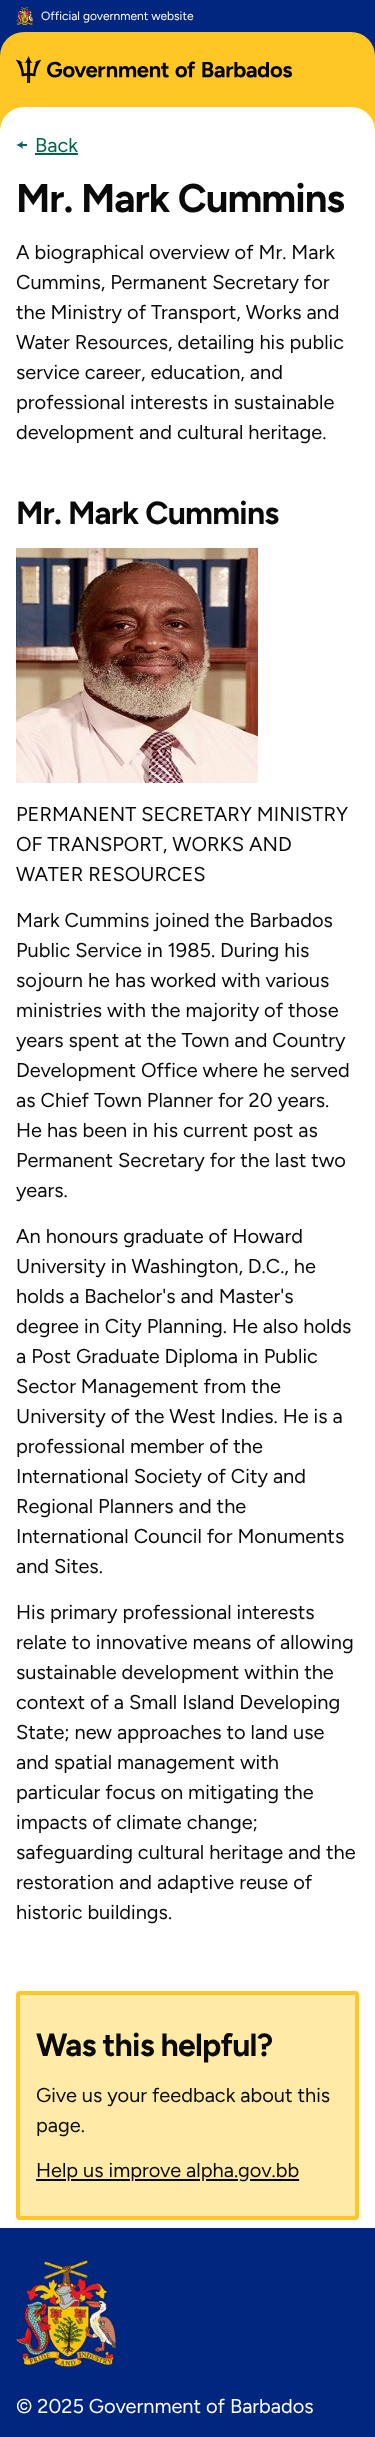 Official government website
Government of Barbados
Back
Mr. Mark Cummins
A biographical overview of Mr. Mark
Cummins, Permanent Secretary for
the Ministry of Transport, Works and
Water Resources, detailing his public
service career, education, and
professional interests in sustainable
development and cultural heritage.
Mr. Mark Cummins
PERMANENT SECRETARY MINISTRY
OF TRANSPORT, WORKS AND
WATER RESOURCES
Mark Cummins joined the Barbados
Public Service in 1985. During his
sojourn he has worked with various
ministries with the majority of those
years spent at the Town and Country
Development Office where he served
as Chief Town Planner for 20 years.
He has been in his current post as
Permanent Secretary for the last two
years.
An honours graduate of Howard
University in Washington, D.C., he
holds a Bachelor's and Master's
degree in City Planning. He also holds
a Post Graduate Diploma in Public
Sector Management from the
University of the West Indies. He is a
professional member of the
International Society of City and
Regional Planners and the
International Council for Monuments
and Sites.
His primary professional interests
relate to innovative means of allowing
sustainable development within the
context of a Small Island Developing
State; new approaches to land use
and spatial management with
particular focus on mitigating the
impacts of climate change;
safeguarding cultural heritage and the
restoration and adaptive reuse of
historic buildings.
Was this helpful?
Give us your feedback about this
page.
Help us improve alpha.gov.bb
PRIDE AND INDUSTRY
© 2025 Government of Barbados